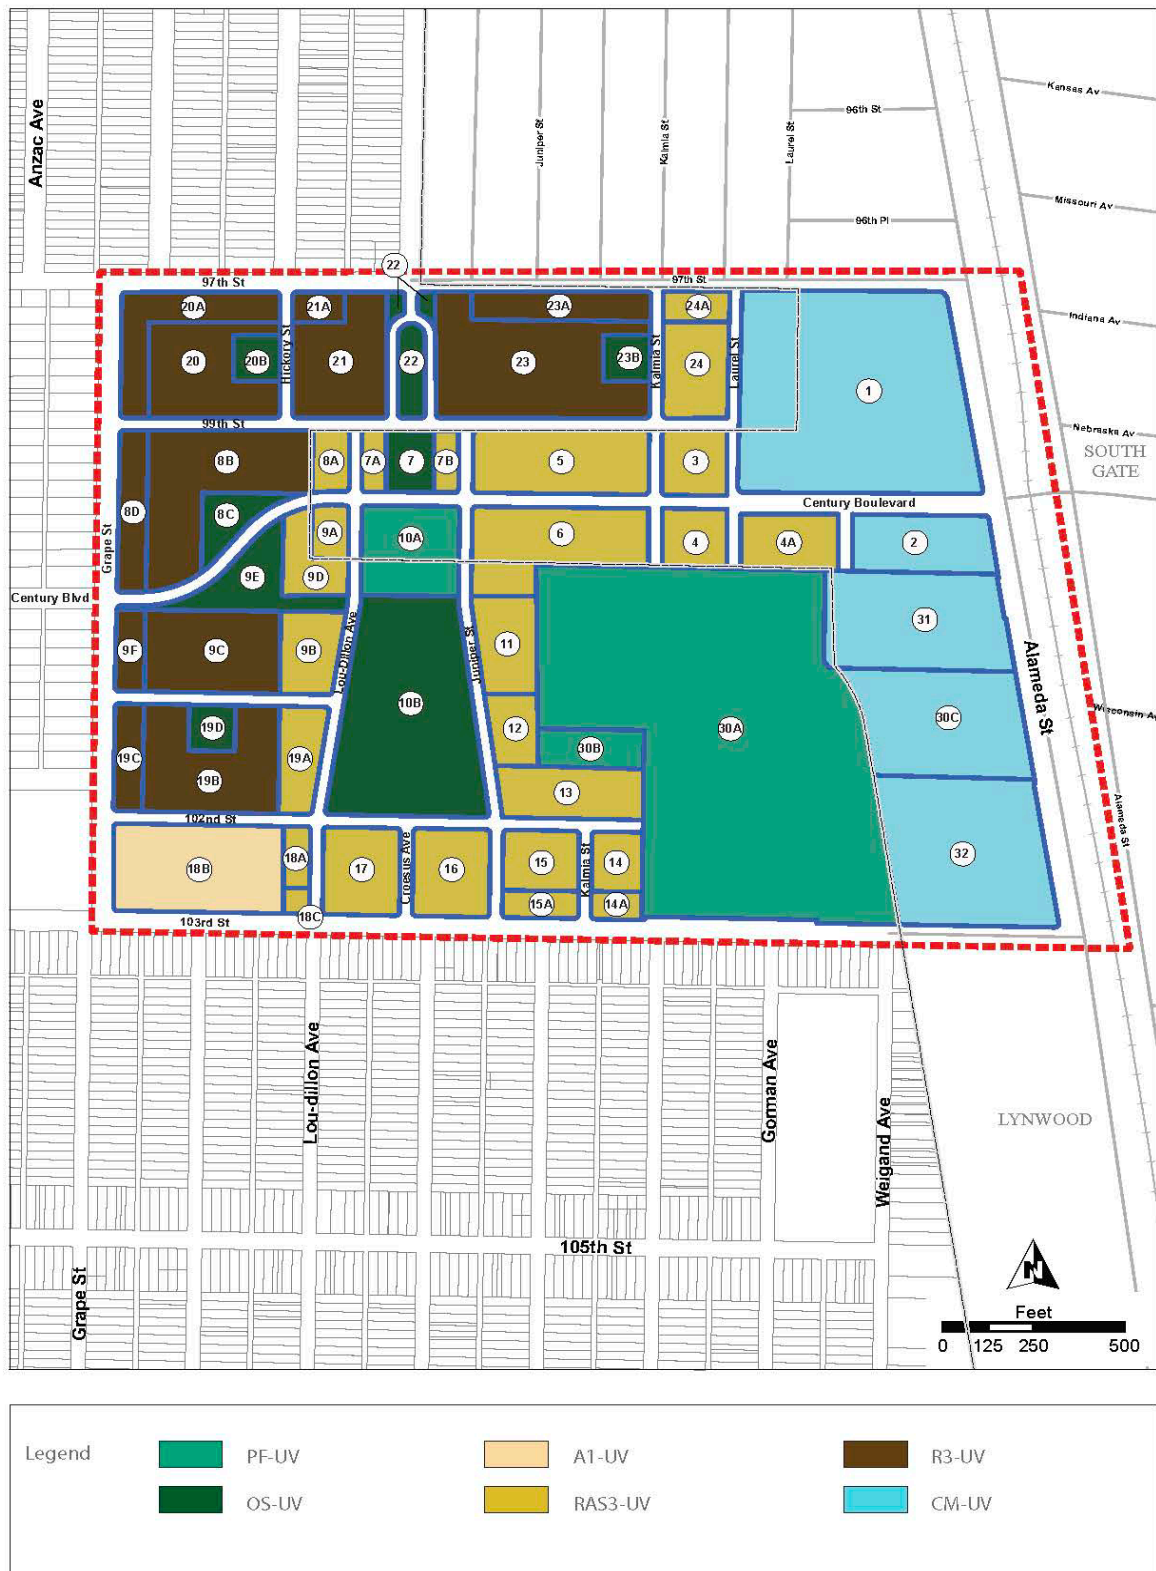 Anzac Ave
Juniper St
Kalmia St
Laurel St
96th St
96th Pl
Kansas Av
Missouri Av
Indiana Av
Nebraska Av
SOUTH
GATE
22
97th St
97th St
20A
21A
23A
24A
20
20B
Hickory St
21
22
23
23B
Kalmia St
24
Laurel St
1
99th St
8B
8A
7A
7
7B
5
3
8D
8C
Century Boulevard
Grape St
9A
10A
6
4
4A
2
9E
9D
Century Blvd
31
9F
9C
9B
Lou-Dillon Ave
Juniper St
11
Alameda St
10B
30C
Wisconsin Av
19D
12
30A
19C
19B
19A
30B
13
Alameda St
102nd St
18B
18A
17
Croesus Ave
16
15
Kalmia St
14
32
15A
14A
18C
103rd St
Lou-dillon Ave
Gorman Ave
Weigand Ave
LYNWOOD
105th St
Grape St
N
Feet
0 125 250 500
Legend
PF-UV
A1-UV
R3-UV
OS-UV
RAS3-UV
CM-UV